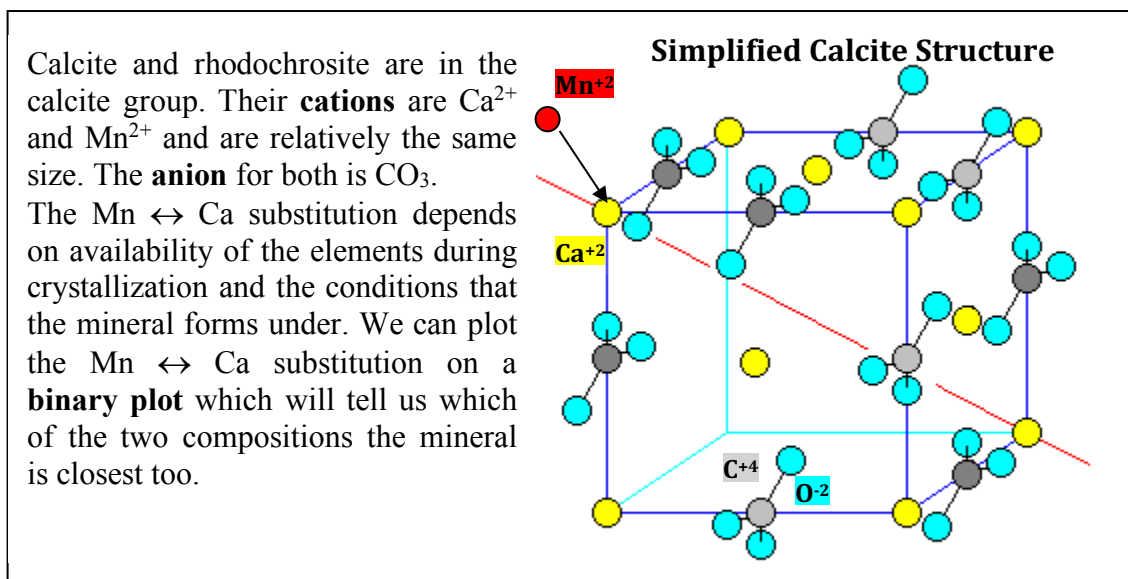 Simplified Calcite Structure
Calcite and rhodochrosite are in the
calcite group. Their cations are Ca²⁺
and Mn²⁺ and are relatively the same
size. The anion for both is CO₃.
The Mn ↔ Ca substitution depends
on availability of the elements during
crystallization and the conditions that
the mineral forms under. We can plot
the Mn ↔ Ca substitution on a
binary plot which will tell us which
of the two compositions the mineral
is closest too.
Mn⁺²
Ca⁺²
C⁺⁴
O⁻²